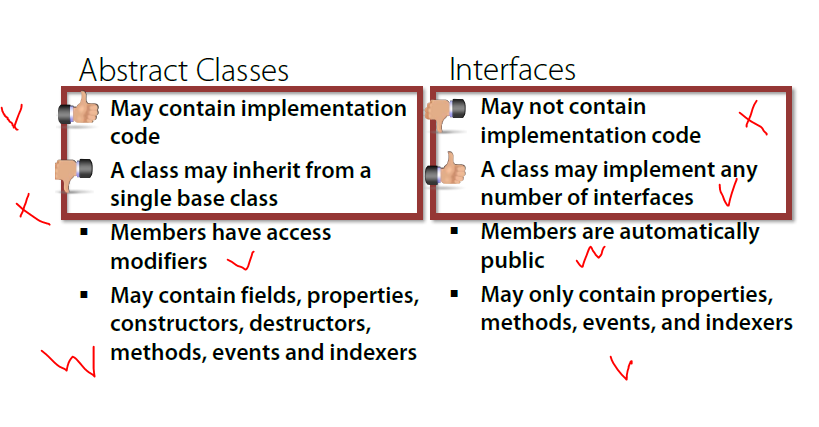 Abstract Classes
May contain implementation
code
A class may inherit from a
single base class
Members have access
modifiers
May contain fields, properties,
constructors, destructors,
methods, events and indexers
Interfaces
May not contain
implementation code
A class may implement any
number of interfaces
Members are automatically
public
May only contain properties,
methods, events, and indexers